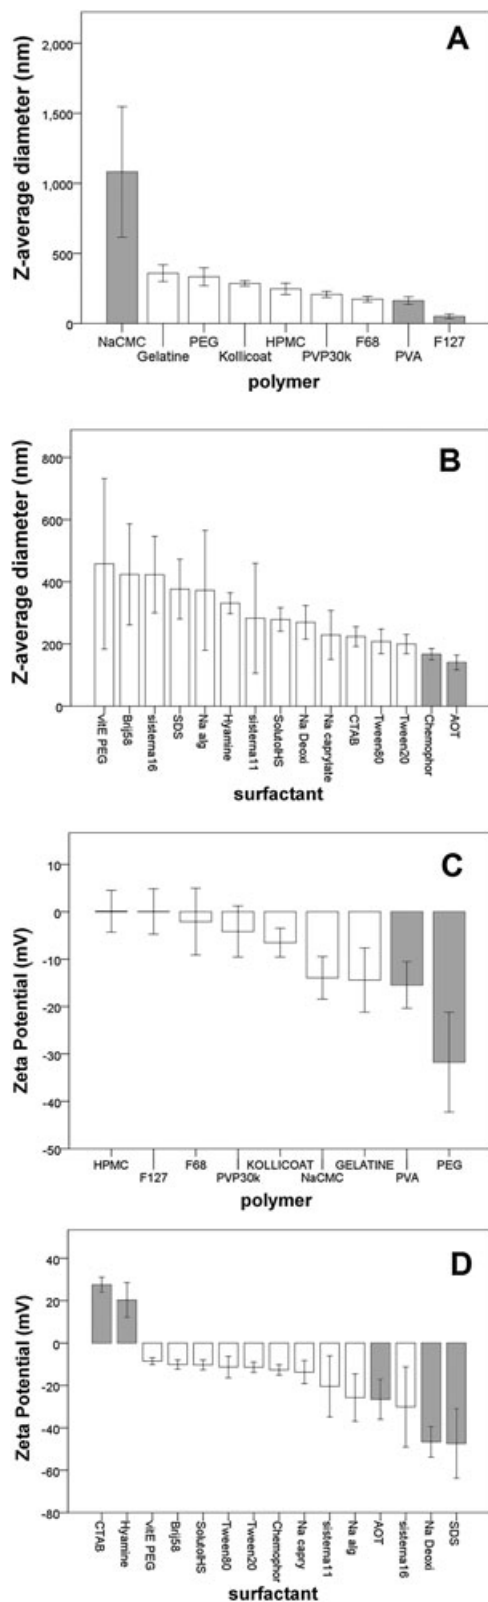 A
2,000
1,500
1,000
500
0
Z-average diameter (nm)
NaCMC PEG HPMC F68 F127
Gelatine Kollicoat PVP30k PVA
polymer
B
800
600
400
200
0
Z-average diameter (nm)
vitE PEG
Brij58
sisterna16
SDS
Na alg
Hyamine
sisterna11
SolutolHS
Na Deoxi
Na caprylate
CTAB
Tween80
Tween20
Chemophor
AOT
surfactant
C
10
0
-10
-20
-30
-40
-50
Zeta Potential (mV)
HPMC F68 KOLLICOAT GELATINE PEG
F127 PVP30k NaCMC PVA
polymer
D
40
20
0
-20
-40
-60
-80
Zeta Potential (mV)
CTAB
Hyamine
vitE PEG
Brij58
SolutolHS
Tween80
Tween20
Chemophor
Na capry
sisterna11
Na alg
AOT
sisterna16
Na Deoxi
SDS
surfactant